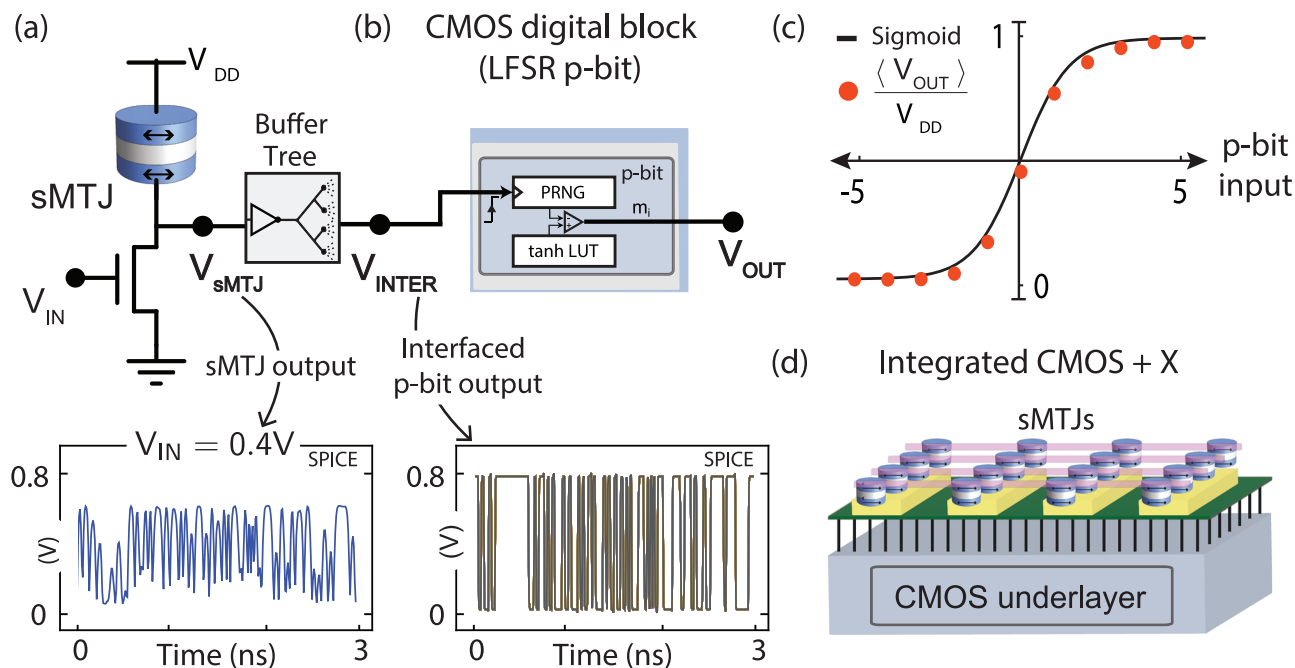 (a)
V DD
sMTJ
V IN
Buffer
Tree
V sMTJ
V INTER
(b)
CMOS digital block
(LFSR p-bit)
p-bit
PRNG
m i
tanh LUT
V OUT
sMTJ output
Interfaced
p-bit output
V IN = 0.4V
SPICE
0.8
(V)
0
0
3
Time (ns)
SPICE
0.8
(V)
0
0
3
Time (ns)
(c)
Sigmoid
⟨ V OUT ⟩
V DD
1
p-bit
input
-5
5
0
(d)
Integrated CMOS + X
sMTJs
CMOS underlayer